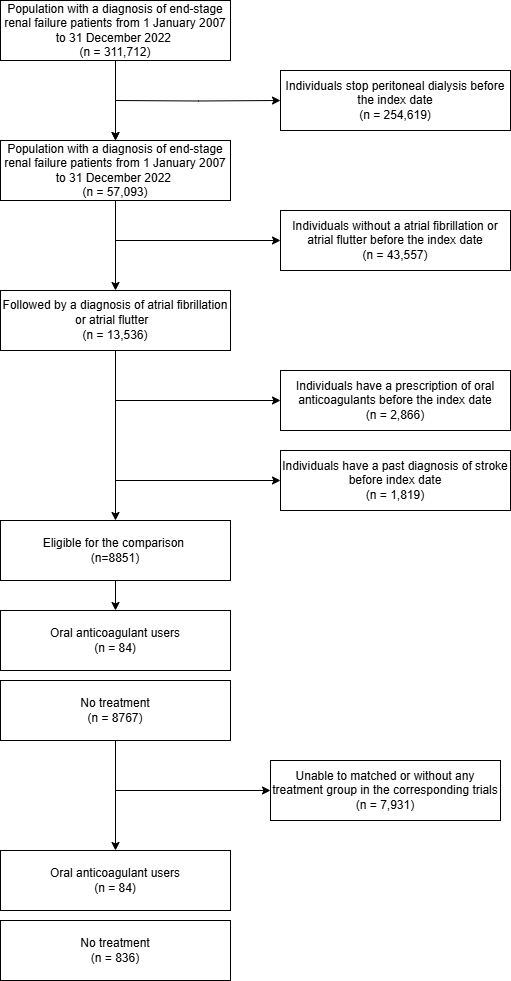 Population with a diagnosis of end-stage
renal failure patients from 1 January 2007
to 31 December 2022
(n = 311,712)
Individuals stop peritoneal dialysis before
the index date
(n = 254,619)
Population with a diagnosis of end-stage
renal failure patients from 1 January 2007
to 31 December 2022
(n = 57,093)
Individuals without a atrial fibrillation or
atrial flutter before the index date
(n = 43,557)
Followed by a diagnosis of atrial fibrillation
or atrial flutter
(n = 13,536)
Individuals have a prescription of oral
anticoagulants before the index date
(n = 2,866)
Individuals have a past diagnosis of stroke
before index date
(n = 1,819)
Eligible for the comparison
(n=8851)
Oral anticoagulant users
(n = 84)
No treatment
(n = 8767)
Unable to matched or without any
treatment group in the corresponding trials
(n = 7,931)
Oral anticoagulant users
(n = 84)
No treatment
(n = 836)